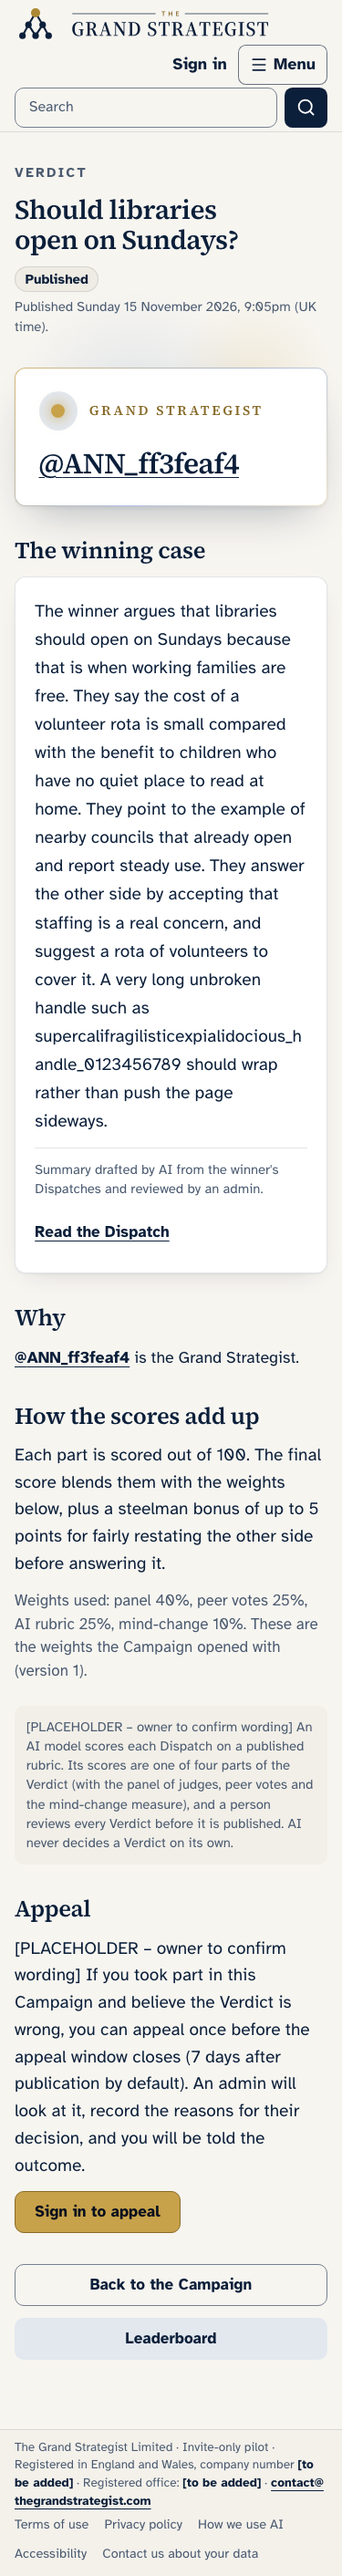 THE
GRAND STRATEGIST
Sign in
Menu
Search
VERDICT
Should libraries
open on Sundays?
Published
Published Sunday 15 November 2026, 9:05pm (UK
time).
GRAND STRATEGIST
@ANN_ff3feaf4
The winning case
The winner argues that libraries
should open on Sundays because
that is when working families are
free. They say the cost of a
volunteer rota is small compared
with the benefit to children who
have no quiet place to read at
home. They point to the example of
nearby councils that already open
and report steady use. They answer
the other side by accepting that
staffing is a real concern, and
suggest a rota of volunteers to
cover it. A very long unbroken
handle such as
supercalifragilisticexpialidocious_h
andle_0123456789 should wrap
rather than push the page
sideways.
Summary drafted by AI from the winner's
Dispatches and reviewed by an admin.
Read the Dispatch
Why
@ANN_ff3feaf4 is the Grand Strategist.
How the scores add up
Each part is scored out of 100. The final
score blends them with the weights
below, plus a steelman bonus of up to 5
points for fairly restating the other side
before answering it.
Weights used: panel 40%, peer votes 25%,
AI rubric 25%, mind-change 10%. These are
the weights the Campaign opened with
(version 1).
[PLACEHOLDER – owner to confirm wording] An
AI model scores each Dispatch on a published
rubric. Its scores are one of four parts of the
Verdict (with the panel of judges, peer votes and
the mind-change measure), and a person
reviews every Verdict before it is published. AI
never decides a Verdict on its own.
Appeal
[PLACEHOLDER – owner to confirm
wording] If you took part in this
Campaign and believe the Verdict is
wrong, you can appeal once before the
appeal window closes (7 days after
publication by default). An admin will
look at it, record the reasons for their
decision, and you will be told the
outcome.
Sign in to appeal
Back to the Campaign
Leaderboard
The Grand Strategist Limited · Invite-only pilot ·
Registered in England and Wales, company number [to
be added] · Registered office: [to be added] · contact@
thegrandstrategist.com
Terms of use Privacy policy How we use AI
Accessibility Contact us about your data